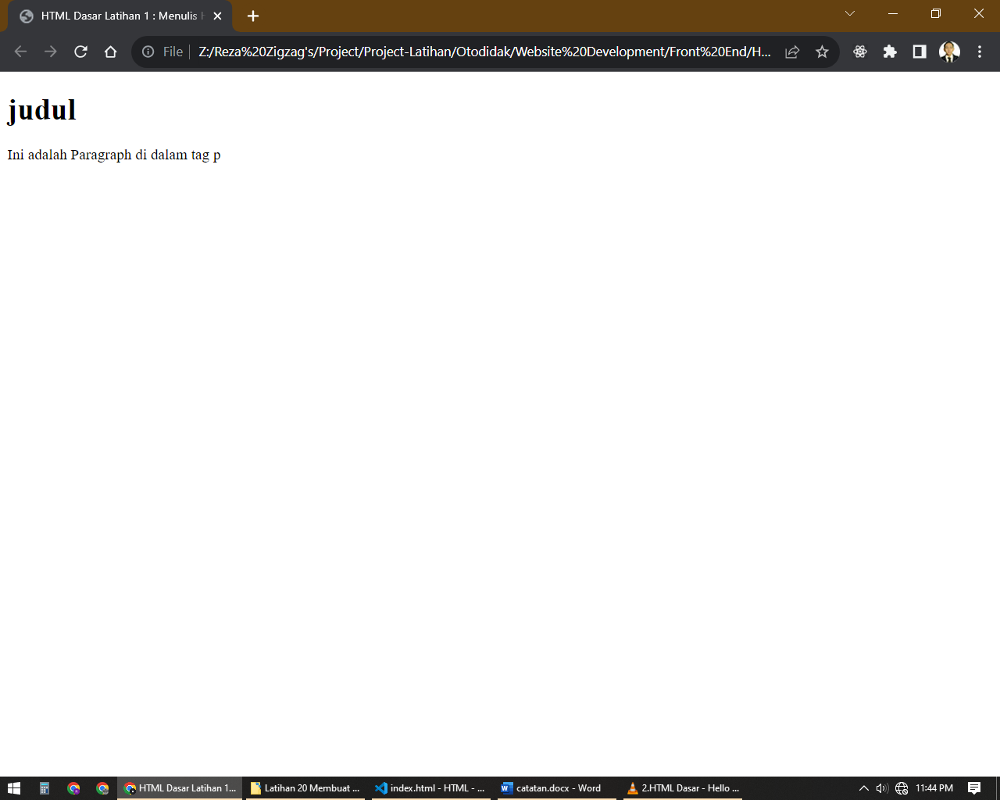 HTML Dasar Latihan 1 : Menulis
File
Z:/Reza%20Zigzag's/Project/Project-Latihan/Otodidak/Website%20Development/Front%20End/H...
judul
Ini adalah Paragraph di dalam tag p
HTML Dasar Latihan 1...
Latihan 20 Membuat ...
index.html - HTML - ...
catatan.docx - Word
2.HTML Dasar - Hello ...
11:44 PM